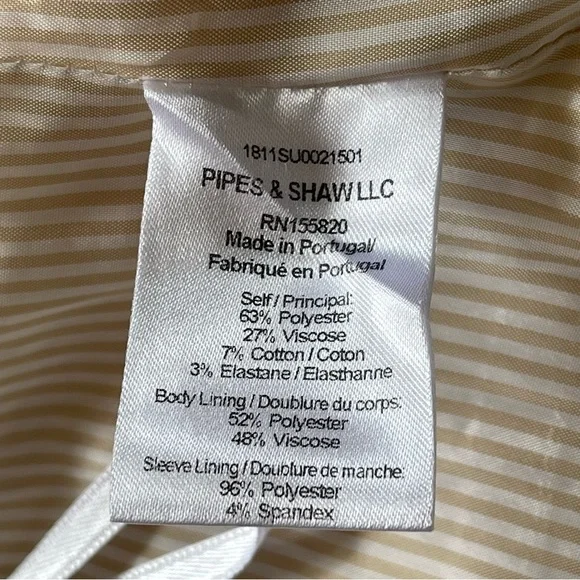 1811SU0021501
PIPES & SHAW LLC
RN155820
Made in Portugal/
Fabriqué en Portugal
Self / Principal:
63% Polyester
27% Viscose
7% Cotton / Coton
3% Elastane / Elasthanne
Body Lining / Doublure du corps:
52% Polyester
48% Viscose
Sleeve Lining / Doublure de manche:
96% Polyester
4% Spandex